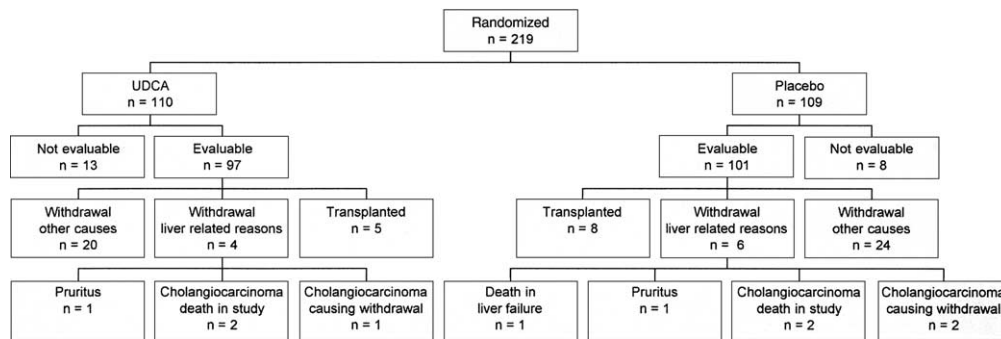 Randomized
n = 219
UDCA
n = 110
Placebo
n = 109
Not evaluable
n = 13
Evaluable
n = 97
Evaluable
n = 101
Not evaluable
n = 8
Withdrawal
other causes
n = 20
Withdrawal
liver related reasons
n = 4
Transplanted
n = 5
Transplanted
n = 8
Withdrawal
liver related reasons
n = 6
Withdrawal
other causes
n = 24
Pruritus
n = 1
Cholangiocarcinoma
death in study
n = 2
Cholangiocarcinoma
causing withdrawal
n = 1
Death in
liver failure
n = 1
Pruritus
n = 1
Cholangiocarcinoma
death in study
n = 2
Cholangiocarcinoma
causing withdrawal
n = 2